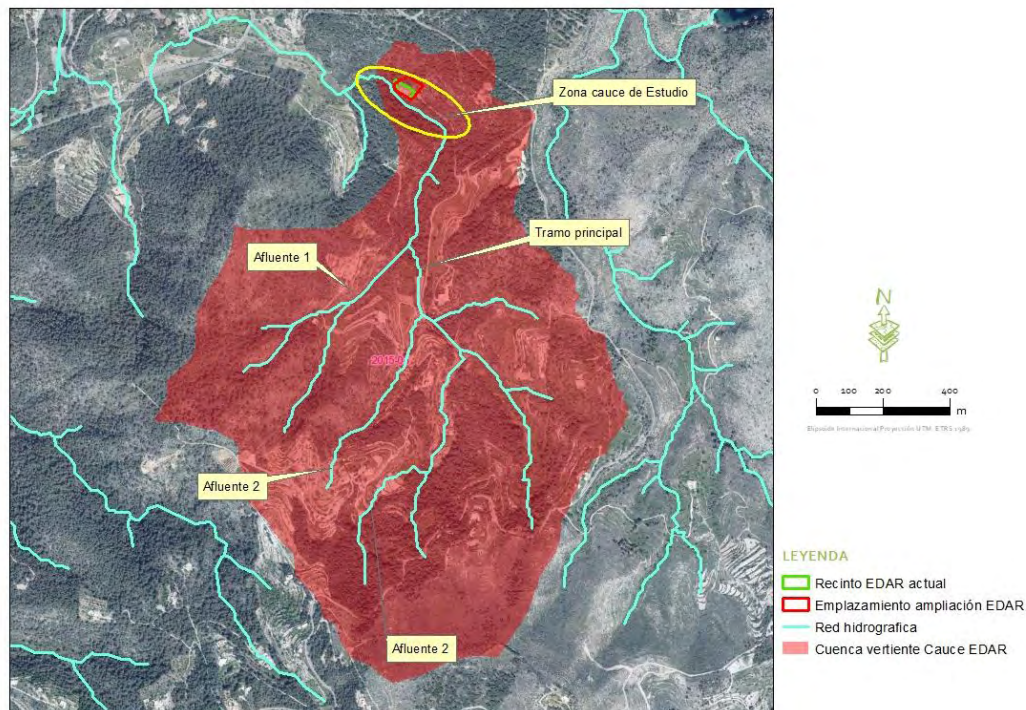 Zona cauce de Estudio
Tramo principal
Afluente 1
Afluente 2
Afluente 2
N
0 100 200 400
m
LEYENDA
Recinto EDAR actual
Emplazamiento ampliación EDAR
Red hidrografica
Cuenca vertiente Cauce EDAR